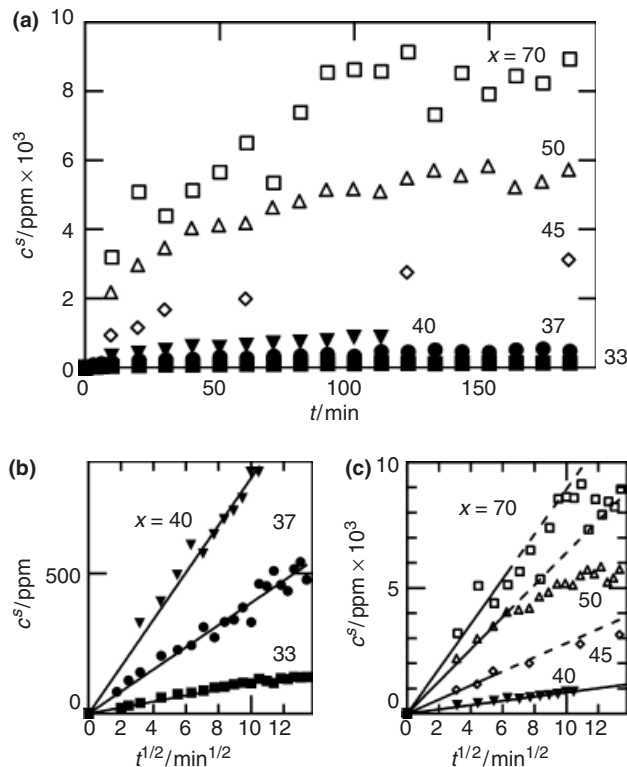 (a)
10
8
6
4
2
0
c^s/ppm × 10^3
x = 70
50
45
40
37
33
0
50
100
150
t/min
(b)
x = 40
37
33
500
0
c^s/ppm
0 2 4 6 8 10 12
t^1/2/min^1/2
(c)
10
5
0
c^s/ppm × 10^3
x = 70
50
45
40
0 2 4 6 8 10 12
t^1/2/min^1/2